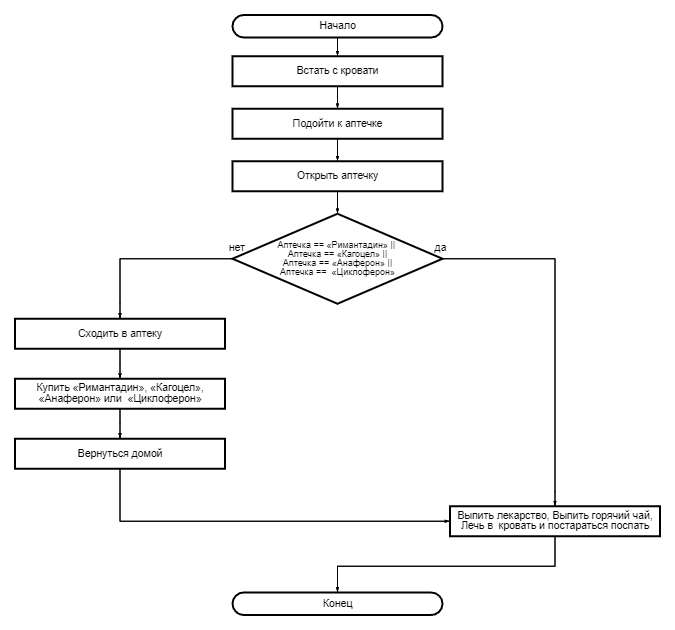 Начало
Встать с кровати
Подойти к аптечке
Открыть аптечку
нет
Аптечка == «Римантадин» ||
Аптечка == «Кагоцел» ||
Аптечка == «Анаферон» ||
Аптечка == «Циклоферон»
да
Сходить в аптеку
Купить «Римантадин», «Кагоцел»,
«Анаферон» или «Циклоферон»
Вернуться домой
Выпить лекарство, Выпить горячий чай,
Лечь в кровать и постараться поспать
Конец